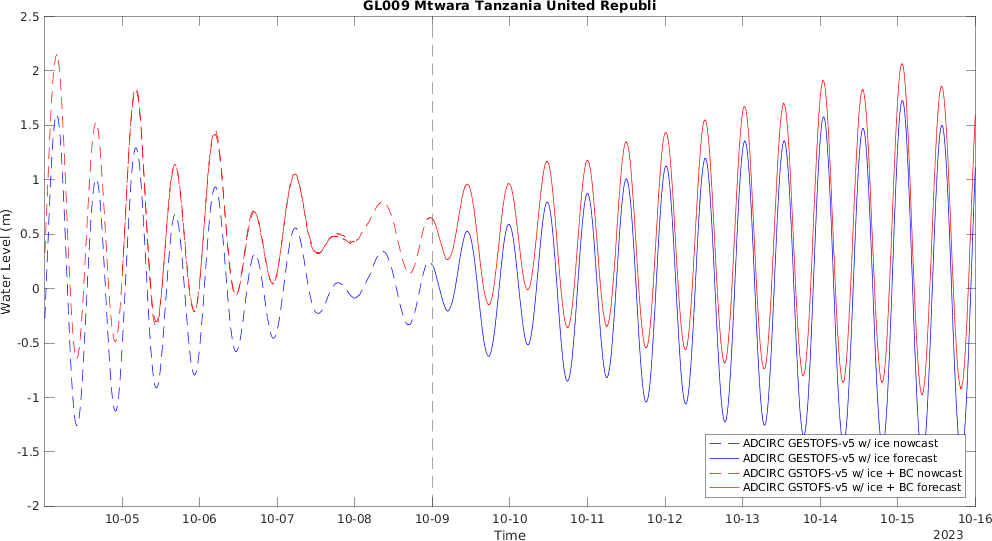 GL009 Mtwara Tanzania United Republi
2.5
2
1.5
1
0.5
0
-0.5
-1
-1.5
-2
Water Level (m)
ADCIRC GESTOFS-v5 w/ ice nowcast
ADCIRC GESTOFS-v5 w/ ice forecast
ADCIRC GSTOFS-v5 w/ ice + BC nowcast
ADCIRC GSTOFS-v5 w/ ice + BC forecast
10-05 10-06 10-07 10-08 10-09 10-10 10-11 10-12 10-13 10-14 10-15 10-16
Time
2023